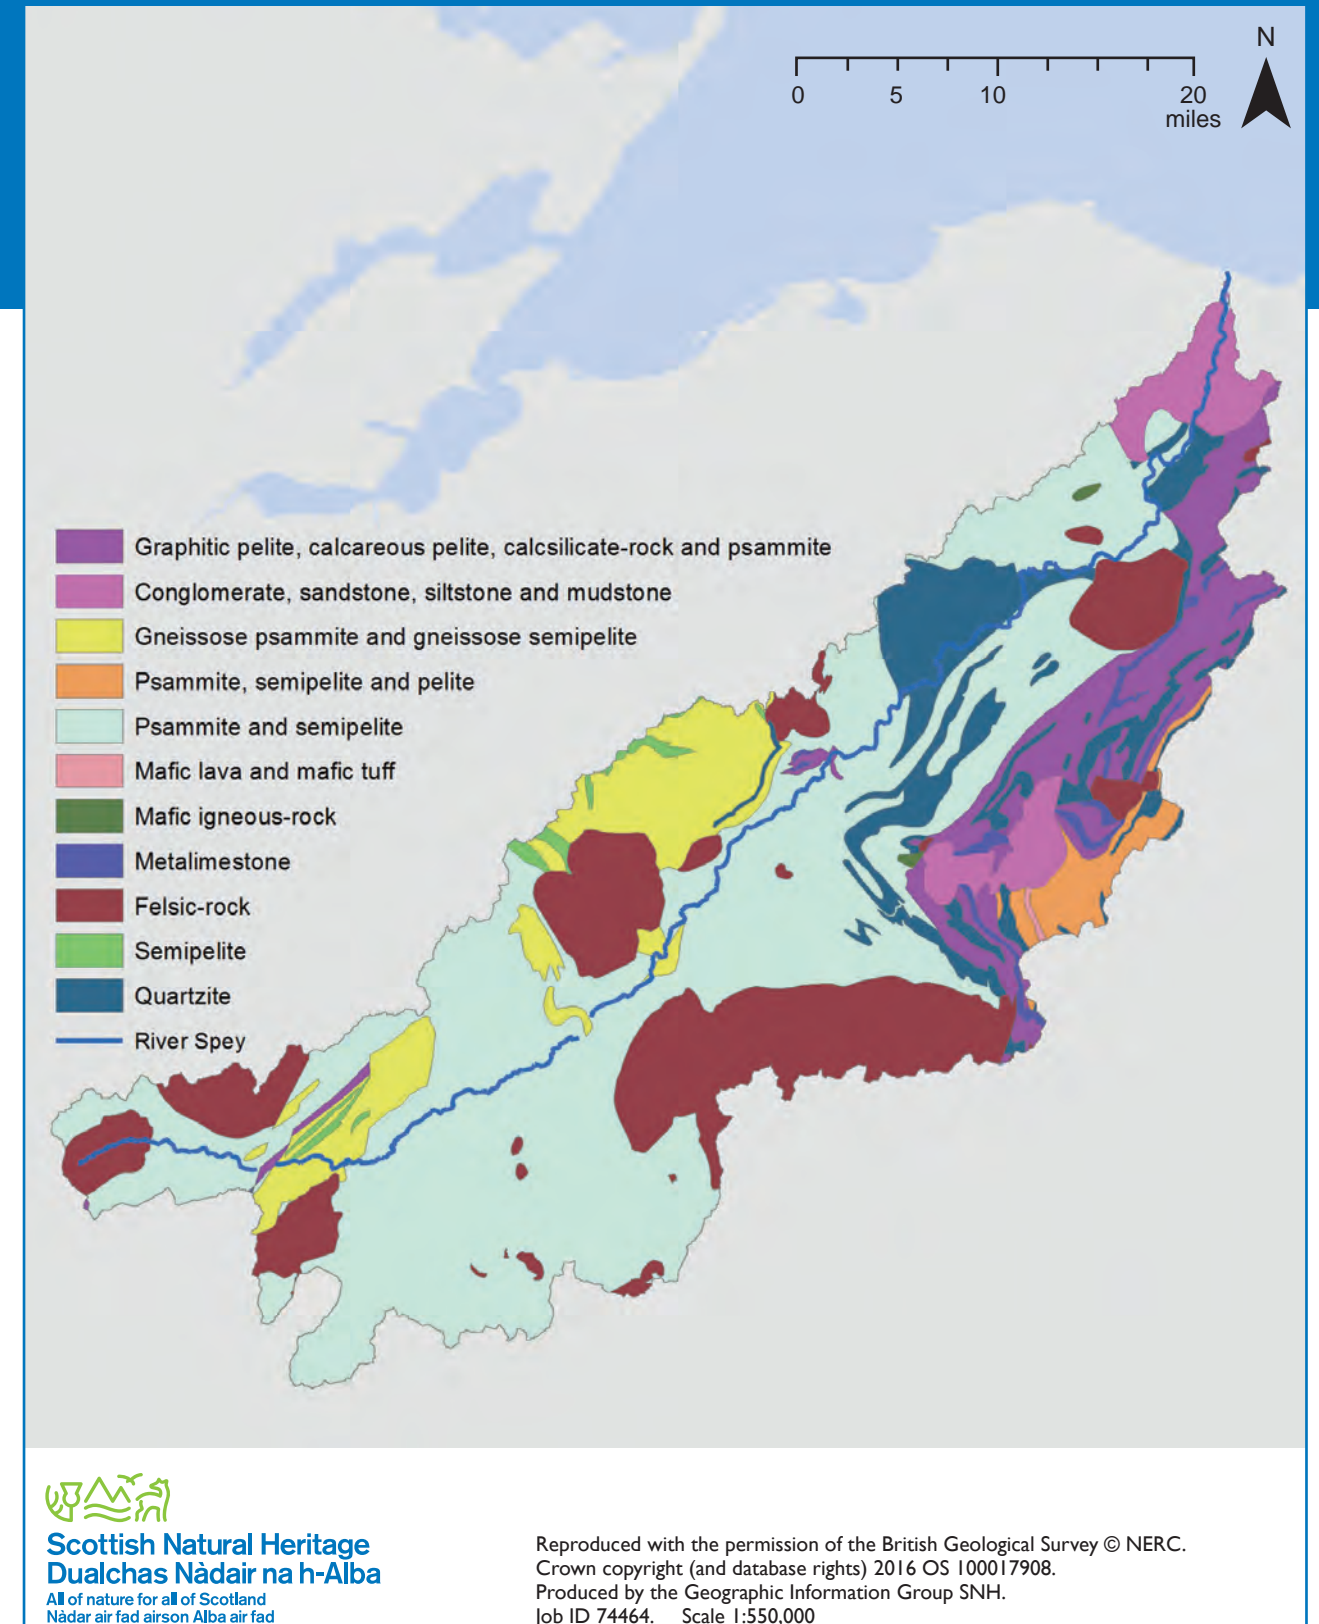 N
0 5 10 20
miles
Graphitic pelite, calcareous pelite, calcsilicate-rock and psammite
Conglomerate, sandstone, siltstone and mudstone
Gneissose psammite and gneissose semipelite
Psammite, semipelite and pelite
Psammite and semipelite
Mafic lava and mafic tuff
Mafic igneous-rock
Metalimestone
Felsic-rock
Semipelite
Quartzite
River Spey
Scottish Natural Heritage
Dualchas Nàdair na h-Alba
All of nature for all of Scotland
Nàdar air fad airson Alba air fad
Reproduced with the permission of the British Geological Survey © NERC.
Crown copyright (and database rights) 2016 OS 100017908.
Produced by the Geographic Information Group SNH.
Job ID 74464. Scale 1:550,000